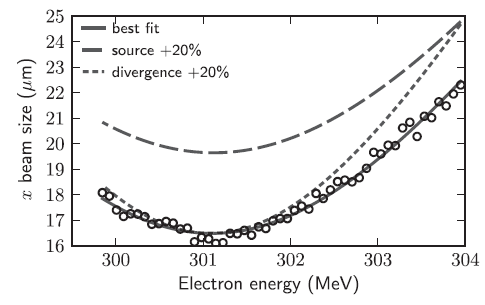 25
24
23
22
21
20
19
18
17
16
x beam size (μm)
best fit
source +20%
divergence +20%
300 301 302 303 304
Electron energy (MeV)